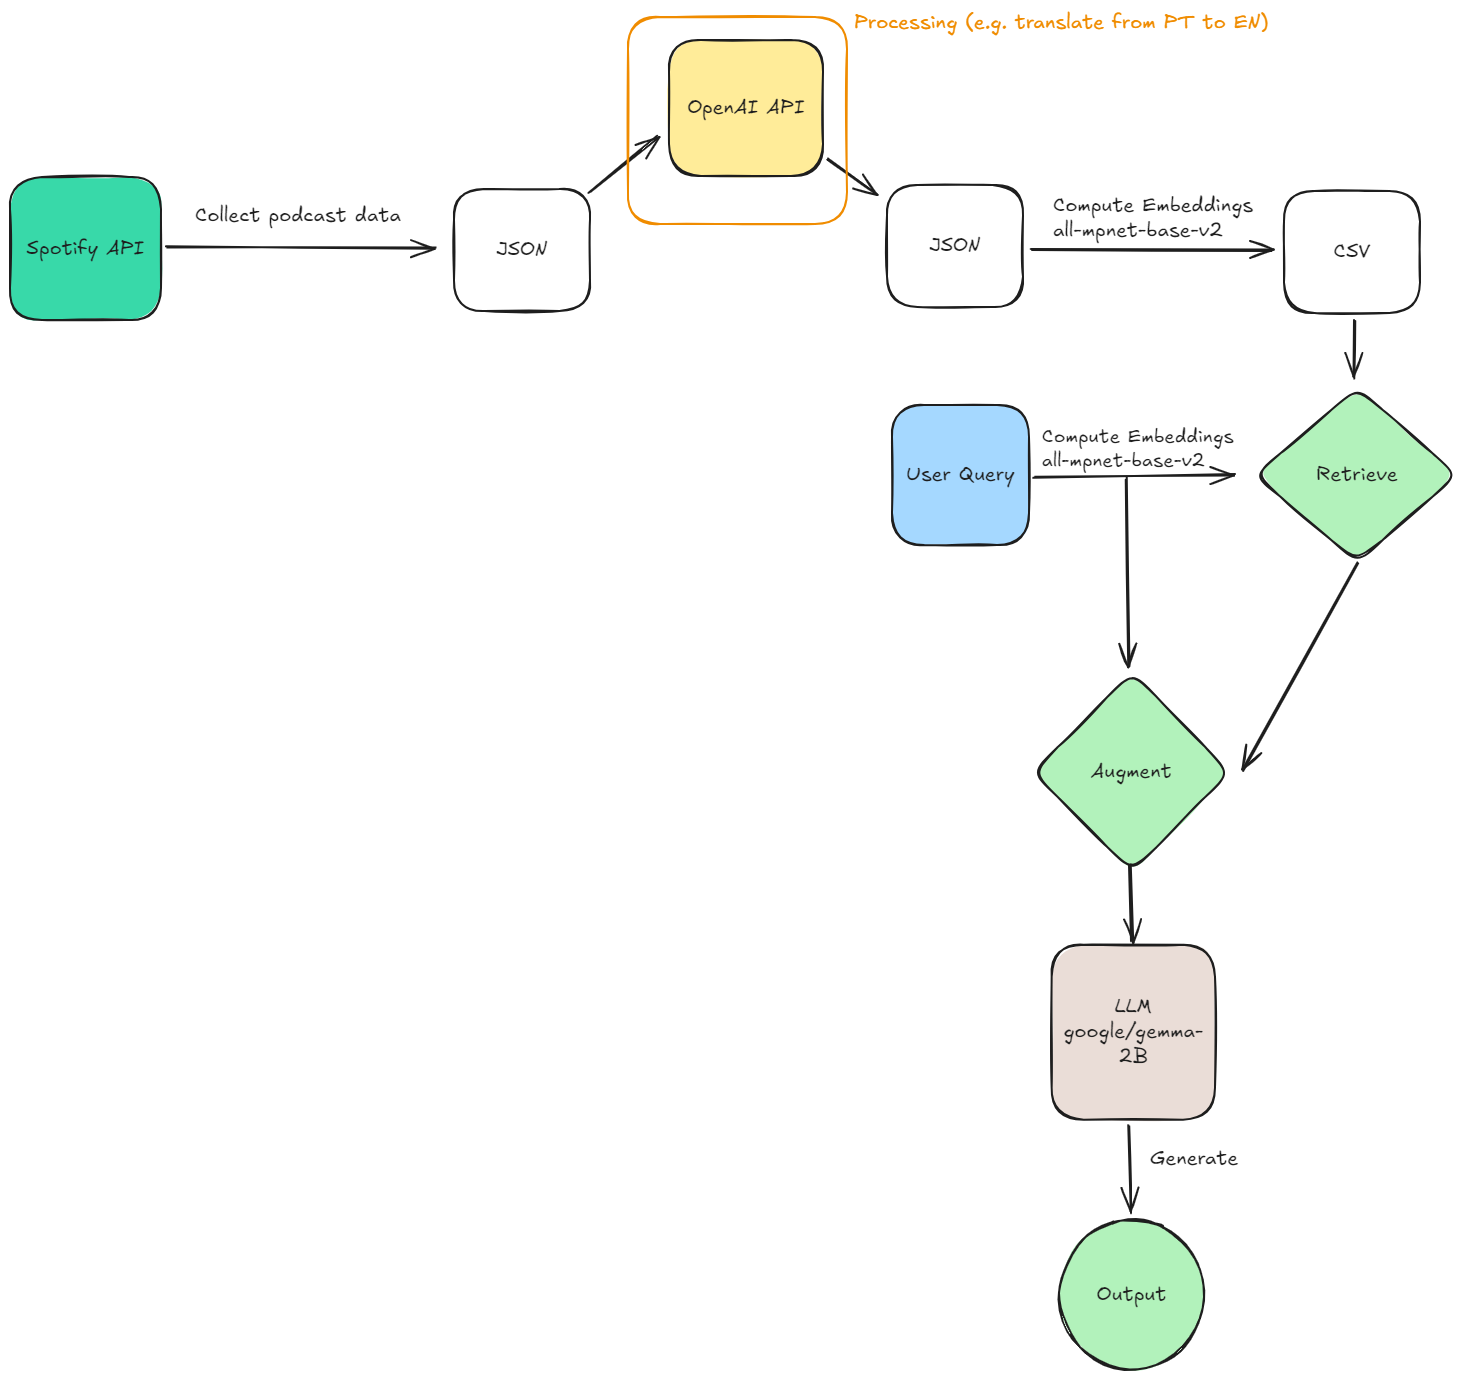 Processing (e.g. translate from PT to EN)
OpenAI API
Spotify API
Collect podcast data
JSON
JSON
Compute Embeddings
all-mpnet-base-v2
CSV
User Query
Compute Embeddings
all-mpnet-base-v2
Retrieve
Augment
LLM
google/gemma-
2B
Generate
Output